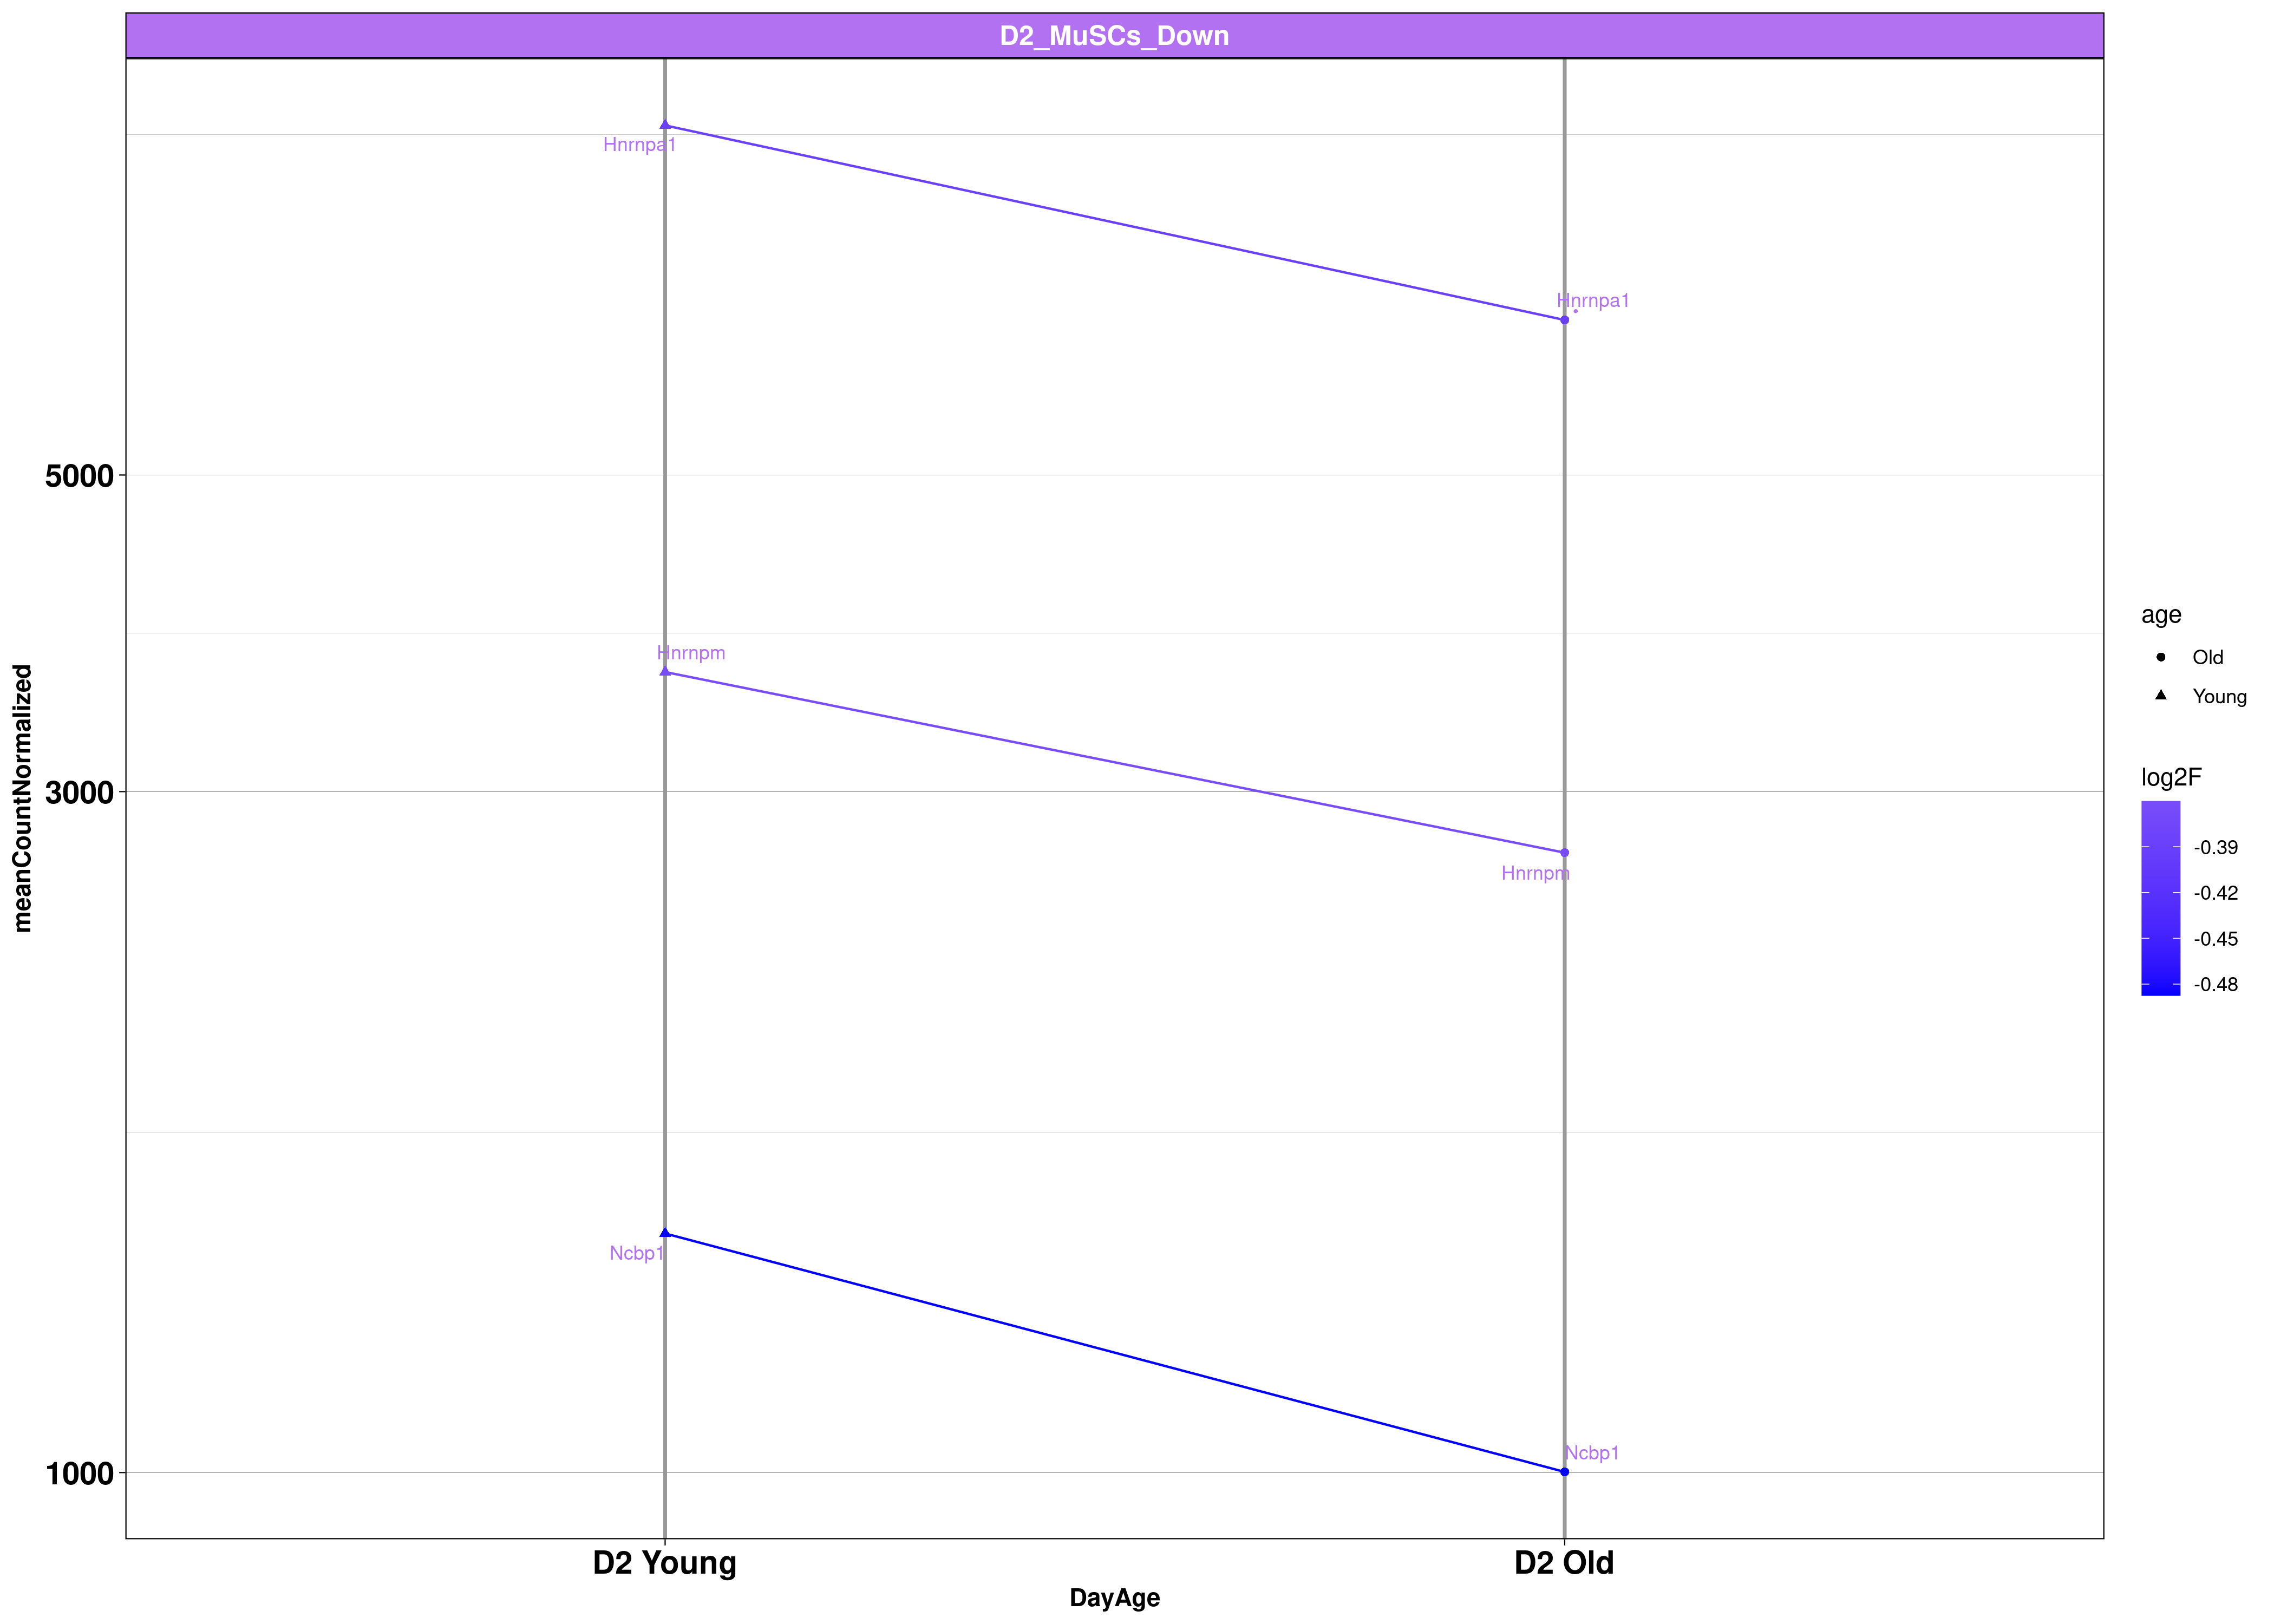 D2_MuSCs_Down
Hnrnpa1
Hnrnpa1
5000
Hnrnpm
3000
Hnrnpm
Ncbp1
Ncbp1
1000
meanCountNormalized
D2 Young
D2 Old
DayAge
age
Old
Young
log2F
-0.39
-0.42
-0.45
-0.48